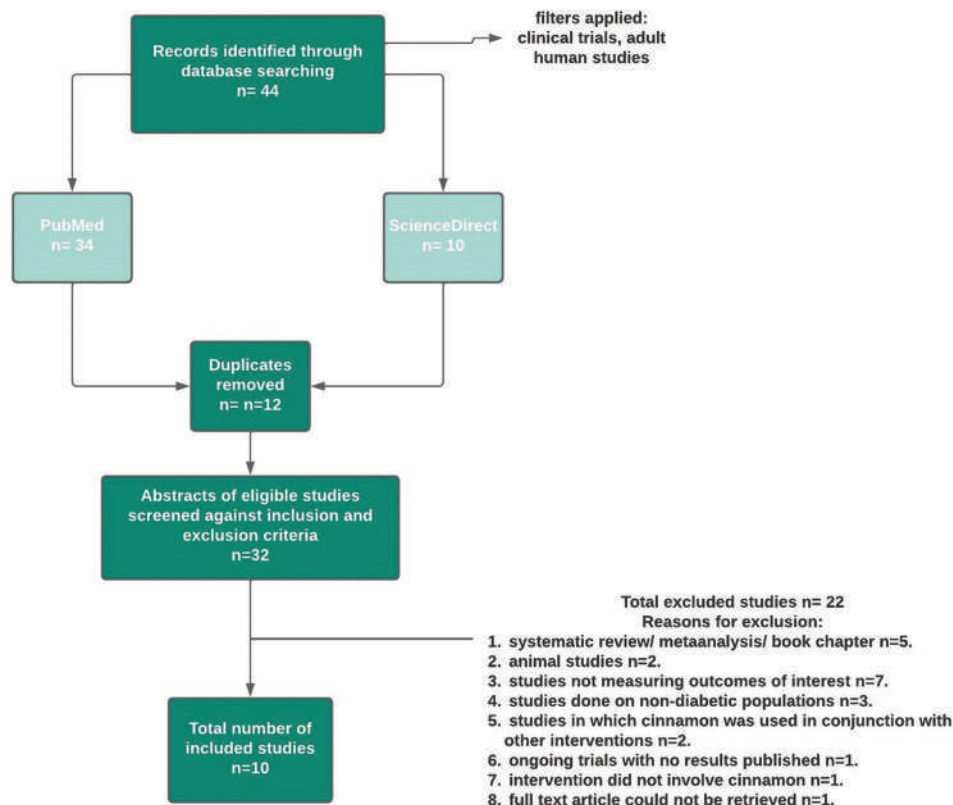 filters applied:
clinical trials, adult
human studies
Records identified through
database searching
n= 44
PubMed
n= 34
ScienceDirect
n= 10
Duplicates
removed
n= n=12
Abstracts of eligible studies
screened against inclusion and
exclusion criteria
n=32
Total excluded studies n= 22
Reasons for exclusion:
1. systematic review/ metaanalysis/ book chapter n=5.
2. animal studies n=2.
3. studies not measuring outcomes of interest n=7.
4. studies done on non-diabetic populations n=3.
5. studies in which cinnamon was used in conjunction with
other interventions n=2.
6. ongoing trials with no results published n=1.
7. intervention did not involve cinnamon n=1.
8. full text article could not be retrieved n=1.
Total number of
included studies
n=10